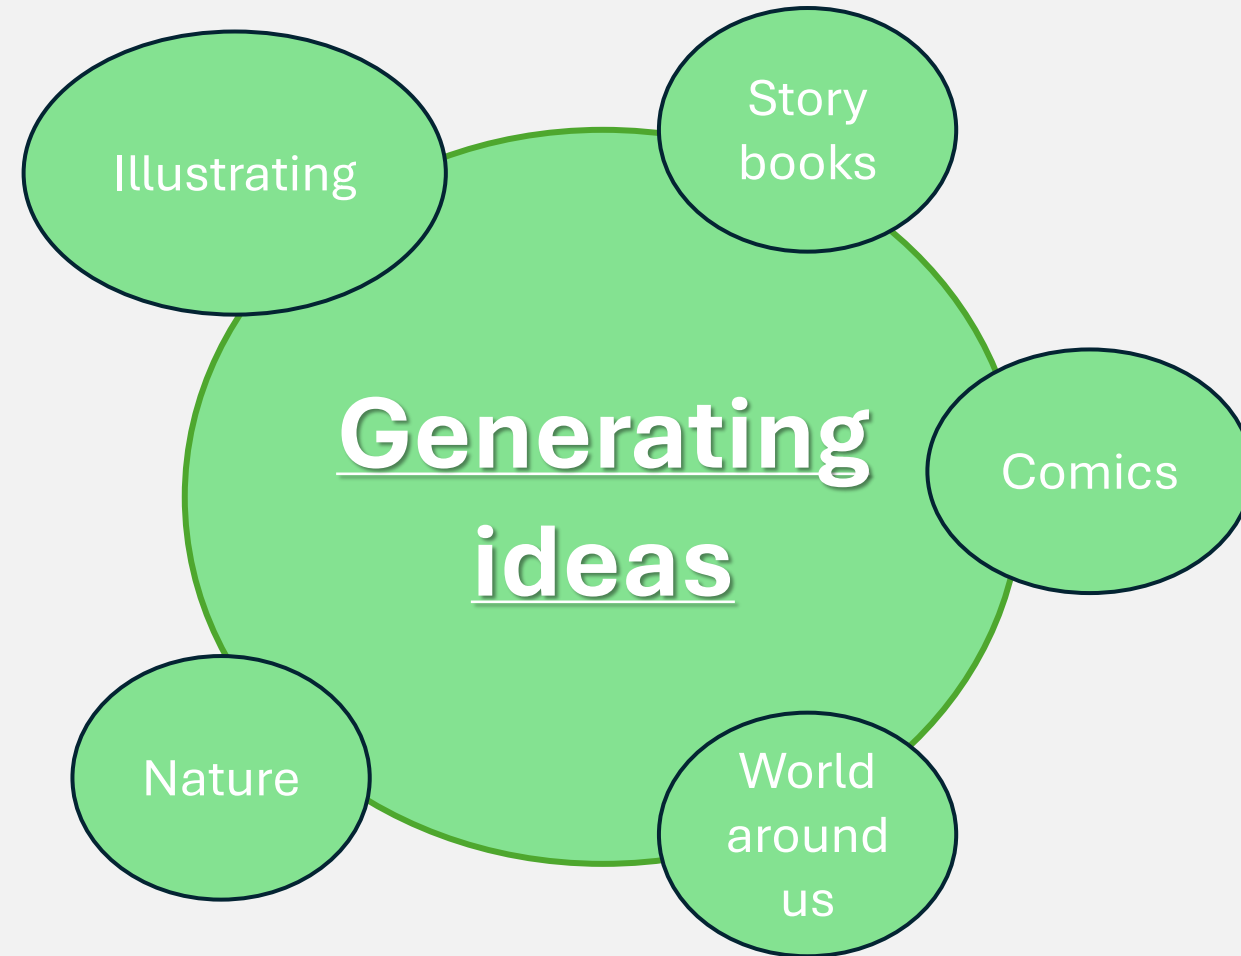 Illustrating
Story
books
Generating
ideas
Comics
Nature
World
around
us